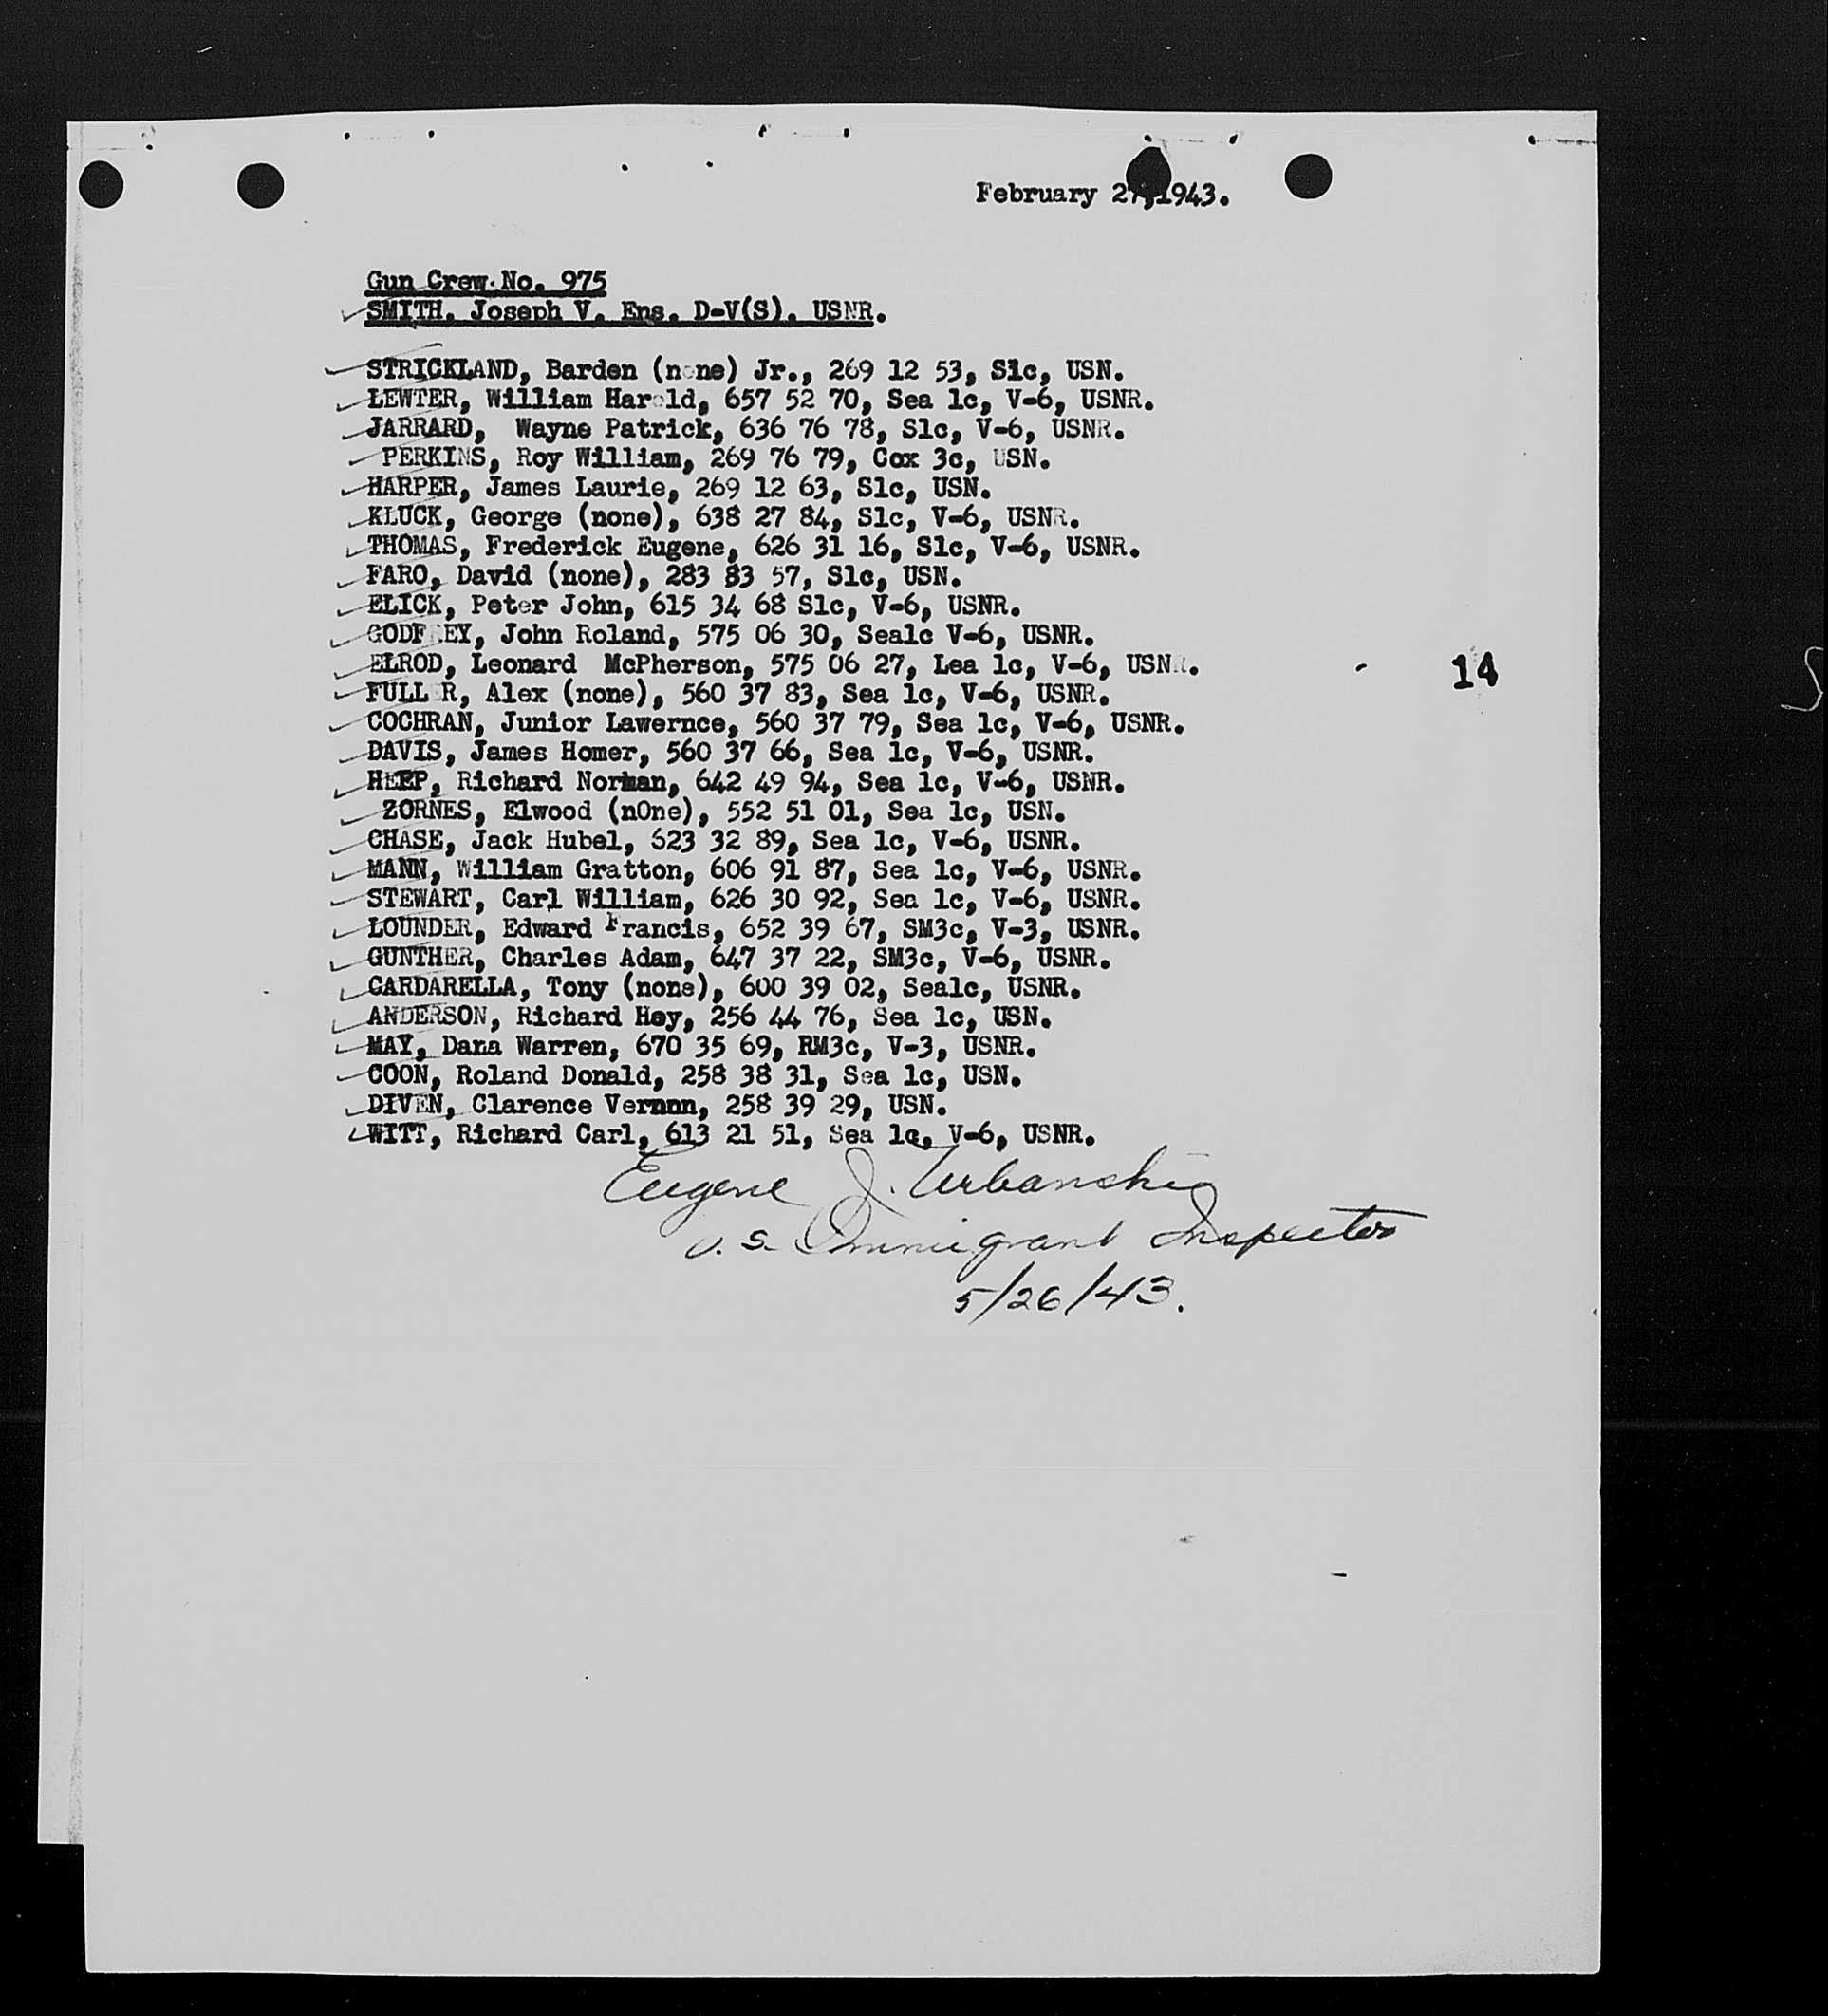 February 27,1943.
Gun Crew No. 975
SMITH, Joseph V. Ens. D-V(S). USNR.
STRICKLAND, Barden (none) Jr., 269 12 53, S1c, USN.
LEWTER, William Harold, 657 52 70, Sea 1c, V-6, USNR.
JARRARD, Wayne Patrick, 636 76 78, S1c, V-6, USNR.
PERKINS, Roy William, 269 76 79, Cox 3c, USN.
HARPER, James Laurie, 269 12 63, S1c, USN.
KLUCK, George (none), 638 27 84, S1c, V-6, USNR.
THOMAS, Frederick Eugene, 626 31 16, S1c, V-6, USNR.
FARO, David (none), 283 83 57, S1c, USN.
ELICK, Peter John, 615 34 68 S1c, V-6, USNR.
GODFREY, John Roland, 575 06 30, Sea1c V-6, USNR.
ELROD, Leonard McPherson, 575 06 27, Lea 1c, V-6, USNR.
14
FULLER, Alex (none), 560 37 83, Sea 1c, V-6, USNR.
COCHRAN, Junior Lawernce, 560 37 79, Sea 1c, V-6, USNR.
DAVIS, James Homer, 560 37 66, Sea 1c, V-6, USNR.
HEEP, Richard Norman, 642 49 94, Sea 1c, V-6, USNR.
ZORNES, Elwood (nOne), 552 51 01, Sea 1c, USN.
CHASE, Jack Hubel, 623 32 89, Sea 1c, V-6, USNR.
MANN, William Gratton, 606 91 87, Sea 1c, V-6, USNR.
STEWART, Carl William, 626 30 92, Sea 1c, V-6, USNR.
LOUNDER, Edward Francis, 652 39 67, SM3c, V-3, USNR.
GUNTHER, Charles Adam, 647 37 22, SM3c, V-6, USNR.
CARDARELLA, Tony (none), 600 39 02, Sea1c, USNR.
ANDERSON, Richard Hey, 256 44 76, Sea 1c, USN.
MAY, Dana Warren, 670 35 69, RM3c, V-3, USNR.
COON, Roland Donald, 258 38 31, Sea 1c, USN.
DIVEN, Clarence Vernon, 258 39 29, USN.
WITT, Richard Carl, 613 21 51, Sea 1c, V-6, USNR.
Eugene J. Urbanski
U.S. Immigrant Inspector
5/26/43.